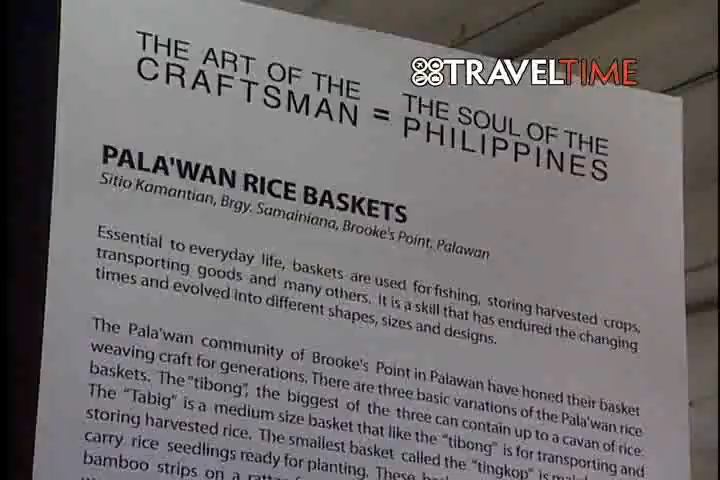 TRAVELTIME
THE ART OF THE
CRAFTSMAN = THE SOUL OF THE
PHILIPPINES
PALA'WAN RICE BASKETS
Sitio Kamantian, Brgy. Samainiana, Brooke's Point, Palawan
Essential to everyday life, baskets are used for fishing, storing harvested crops,
transporting goods and many others. It is a skill that has endured the changing
times and evolved into different shapes, sizes and designs.
The Pala'wan community of Brooke's Point in Palawan have honed their basket
weaving craft for generations. There are three basic variations of the Pala'wan rice
baskets. The "tibong", the biggest of the three can contain up to a cavan of rice.
The "Tabig" is a medium size basket that like the "tibong" is for transporting and
storing harvested rice. The smallest basket called the "tingkop" is
carry rice seedlings ready for planting. These
bamboo strips on a